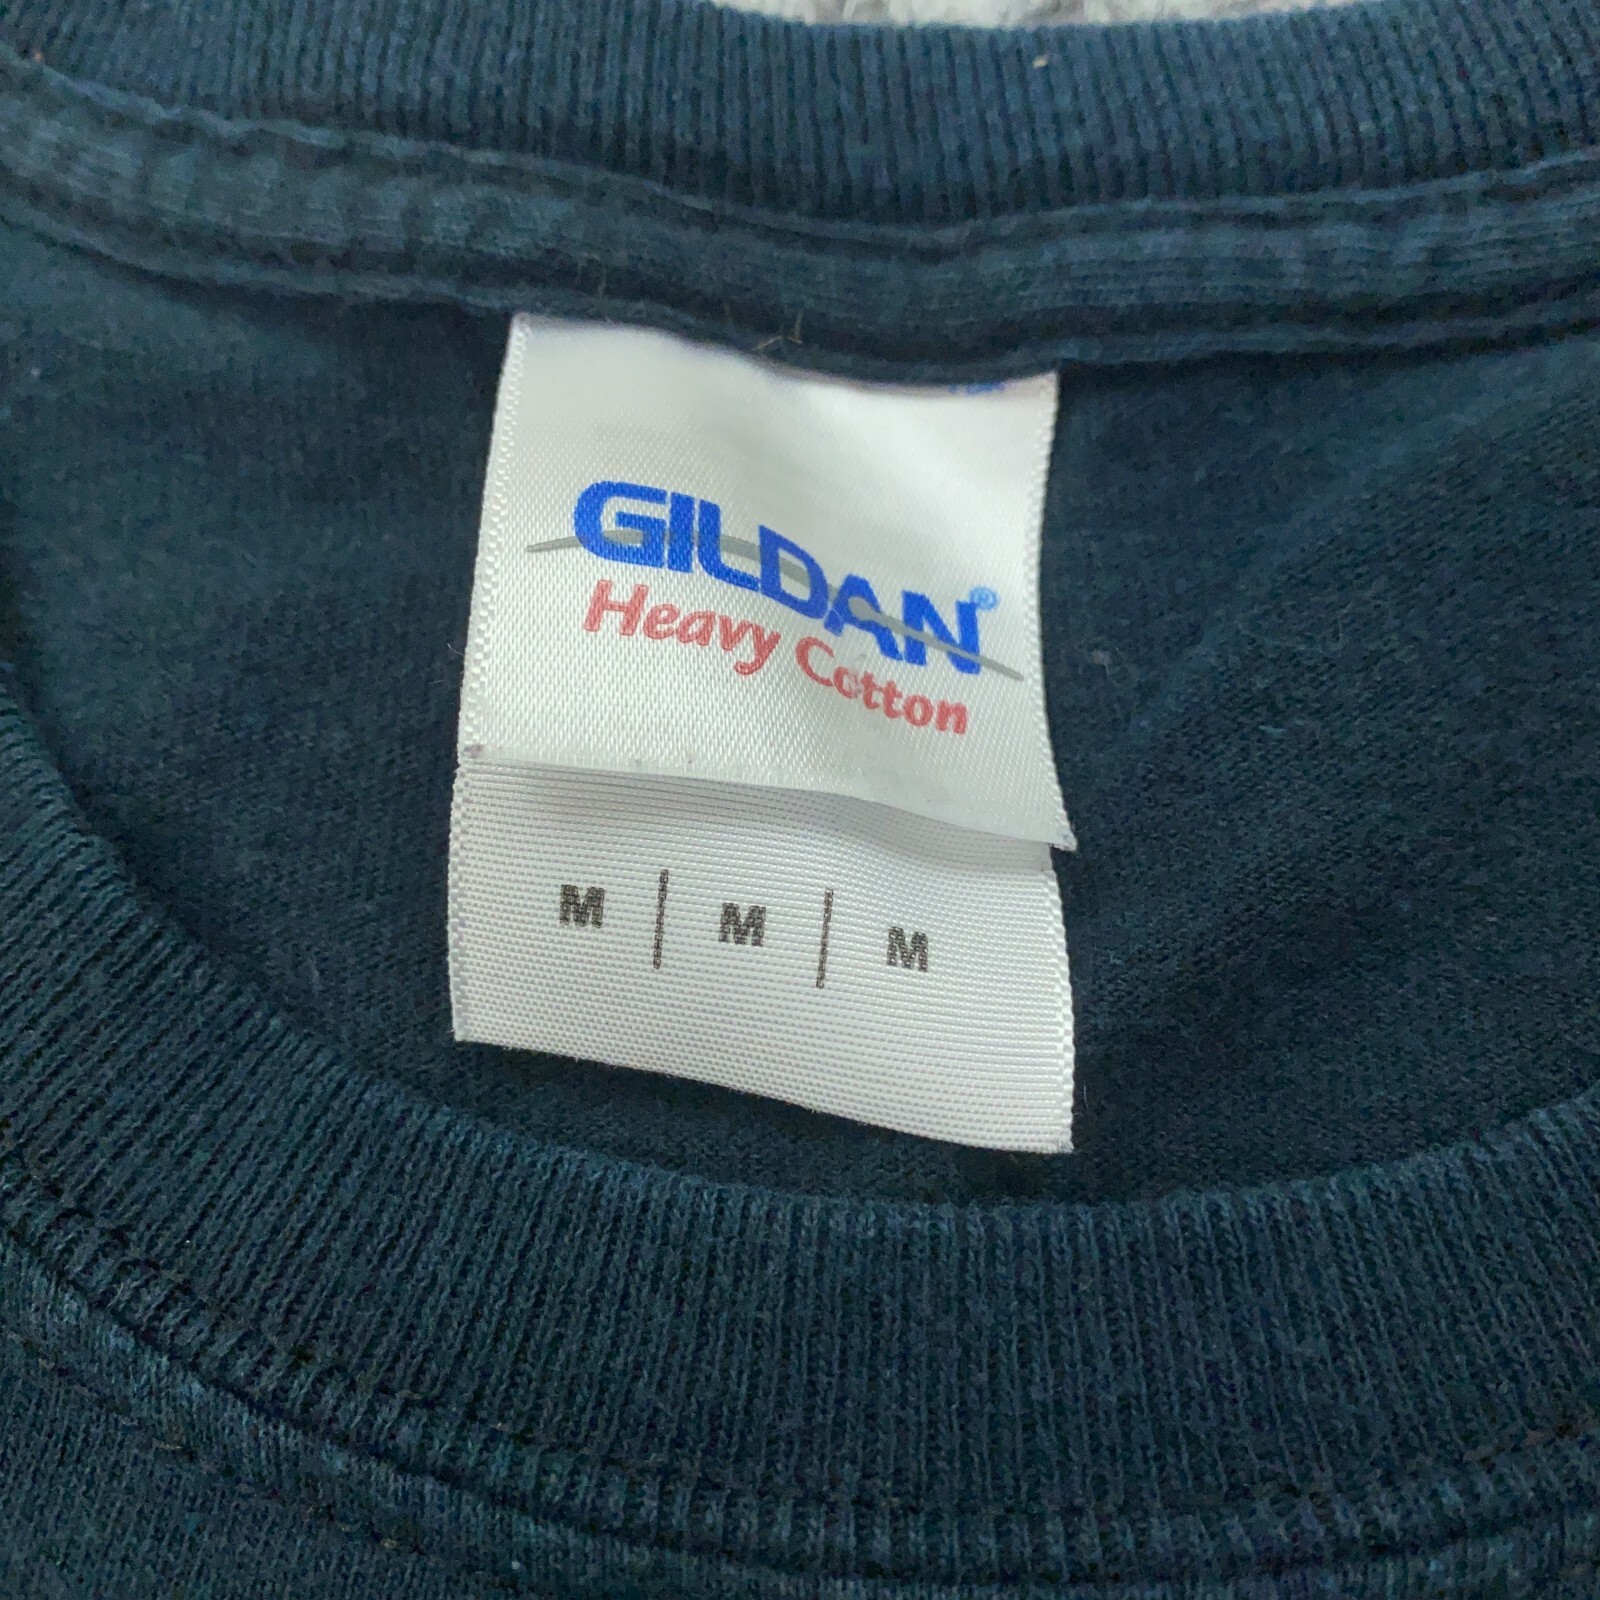 GILDAN®
Heavy Cotton
M | M | M